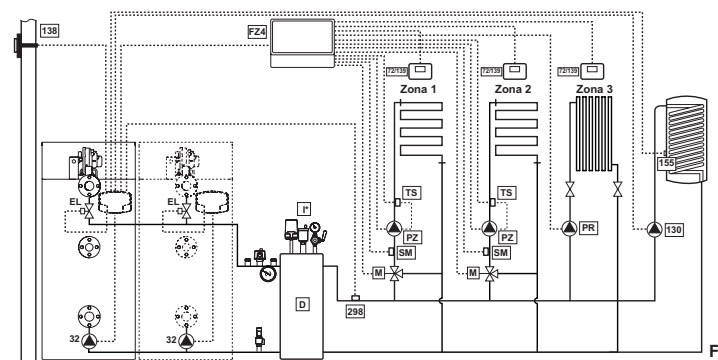 138
FZ4
72/139
72/139
72/139
Zona 1
Zona 2
Zona 3
155
EL
EL
TS
TS
I*
PZ
PZ
PR
130
SM
SM
M
M
D
298
32
32
F